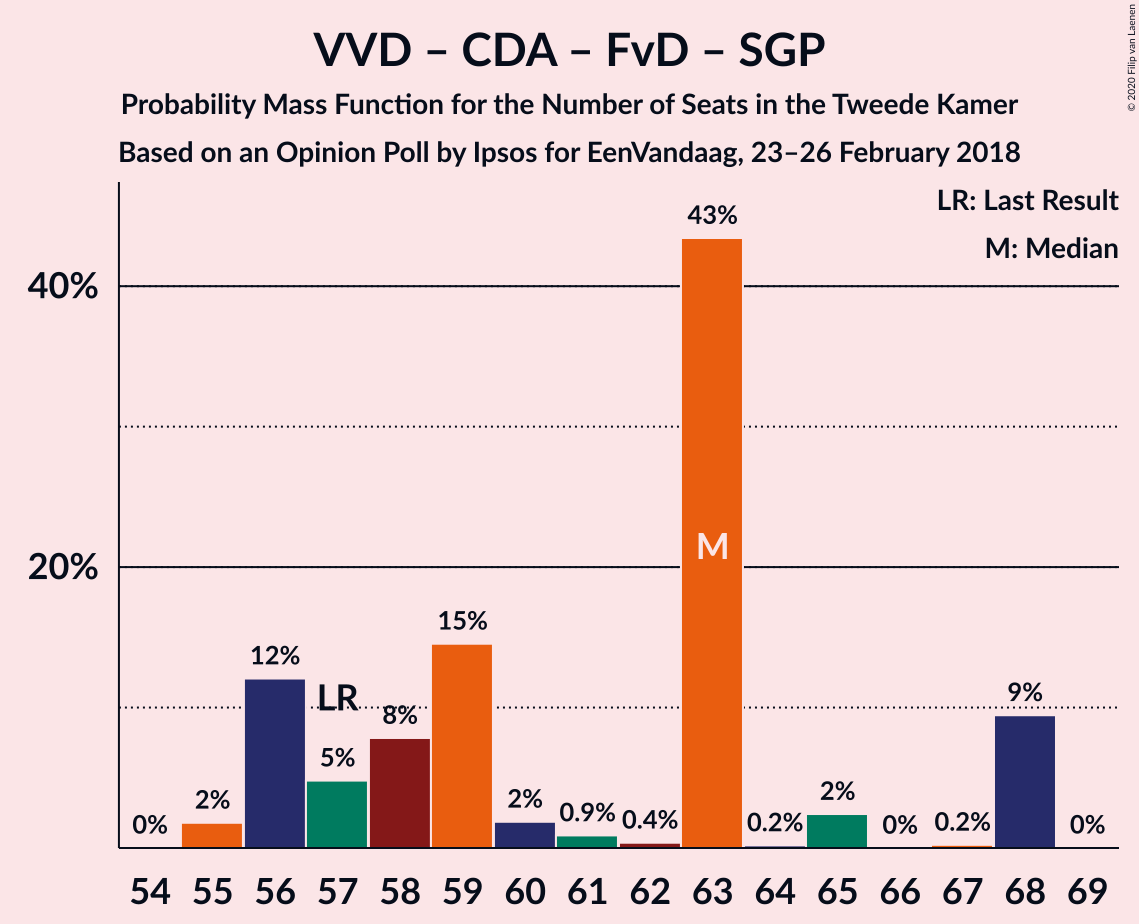 VVD – CDA – FvD – SGP
Probability Mass Function for the Number of Seats in the Tweede Kamer
Based on an Opinion Poll by Ipsos for EenVandaag, 23–26 February 2018
© 2020 Filip van Laenen
LR: Last Result
M: Median
43%
40%
M
20%
15%
12%
LR
9%
8%
5%
2%
2%
2%
0.9%
0.4%
0.2%
0.2%
0%
0%
0%
54 55 56 57 58 59 60 61 62 63 64 65 66 67 68 69